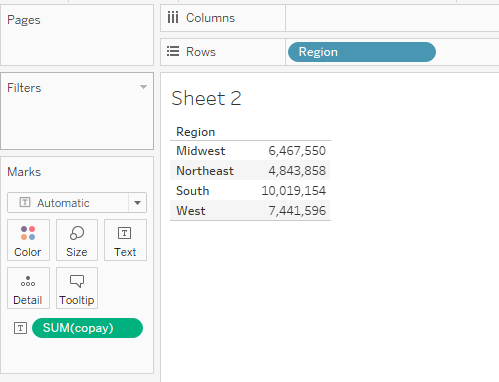 Pages
Columns
Rows
Region
Filters
Sheet 2
Region
Midwest 6,467,550
Northeast 4,843,858
South 10,019,154
West 7,441,596
Marks
Automatic
Color
Size
Text
Detail
Tooltip
SUM(copay)